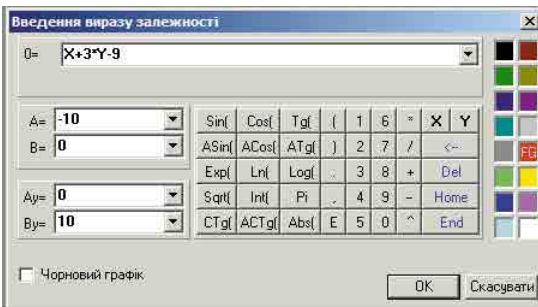 Введення виразу залежності
0= X+3*Y-9
A= -10
B= 0
Ay= 0
By= 10
Sin( Cos( Tg( ( 1 6 * X Y
ASin( ACos( ATg( ) 2 7 / <-
Exp( Ln( Log( . 3 8 + Del
Sqrt( Int( Pi , 4 9 - Home
CTg( ACTg( Abs( E 5 0 ^ End
FG
Чорновий графік
OK Скасувати